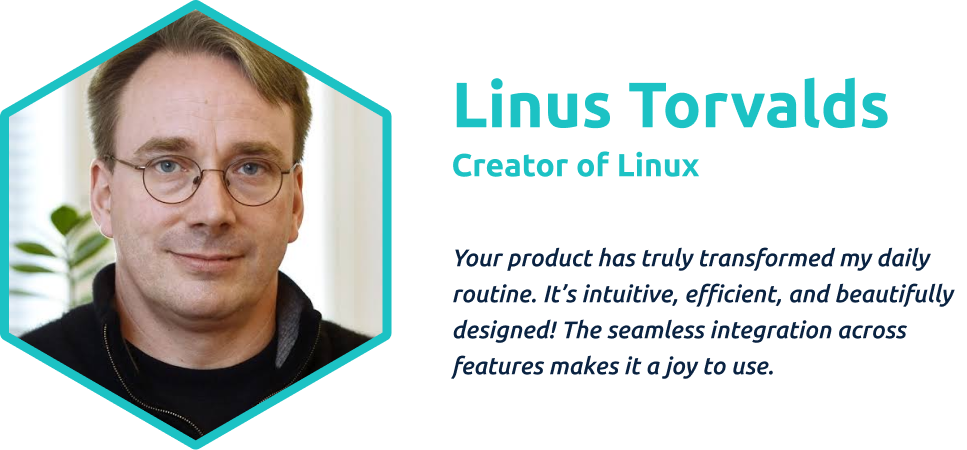 Linus Torvalds
Creator of Linux
Your product has truly transformed my daily
routine. It’s intuitive, efficient, and beautifully
designed! The seamless integration across
features makes it a joy to use.